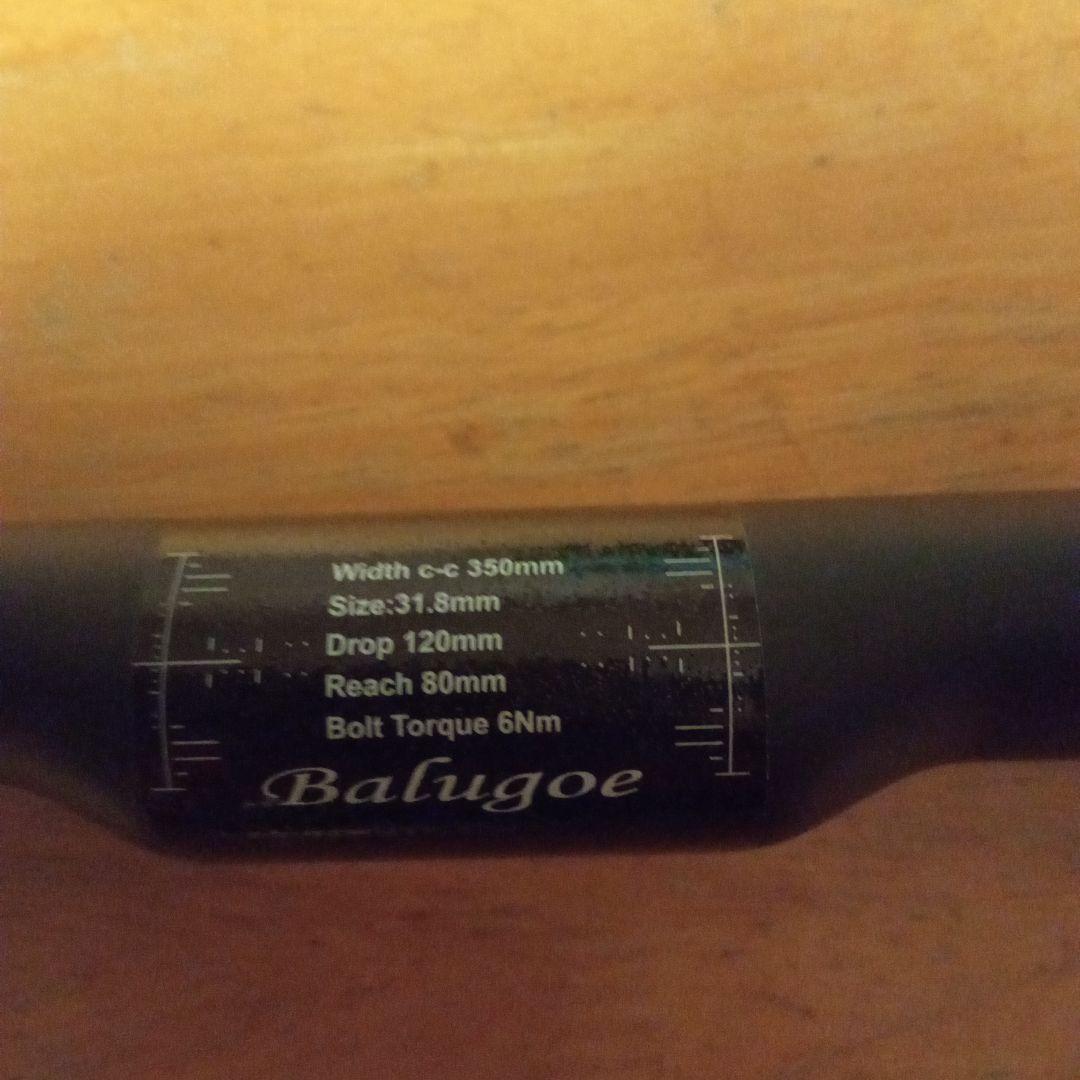 Width c-c 350mm
Size:31.8mm
Drop 120mm
Reach 80mm
Bolt Torque 6Nm
Balugoe